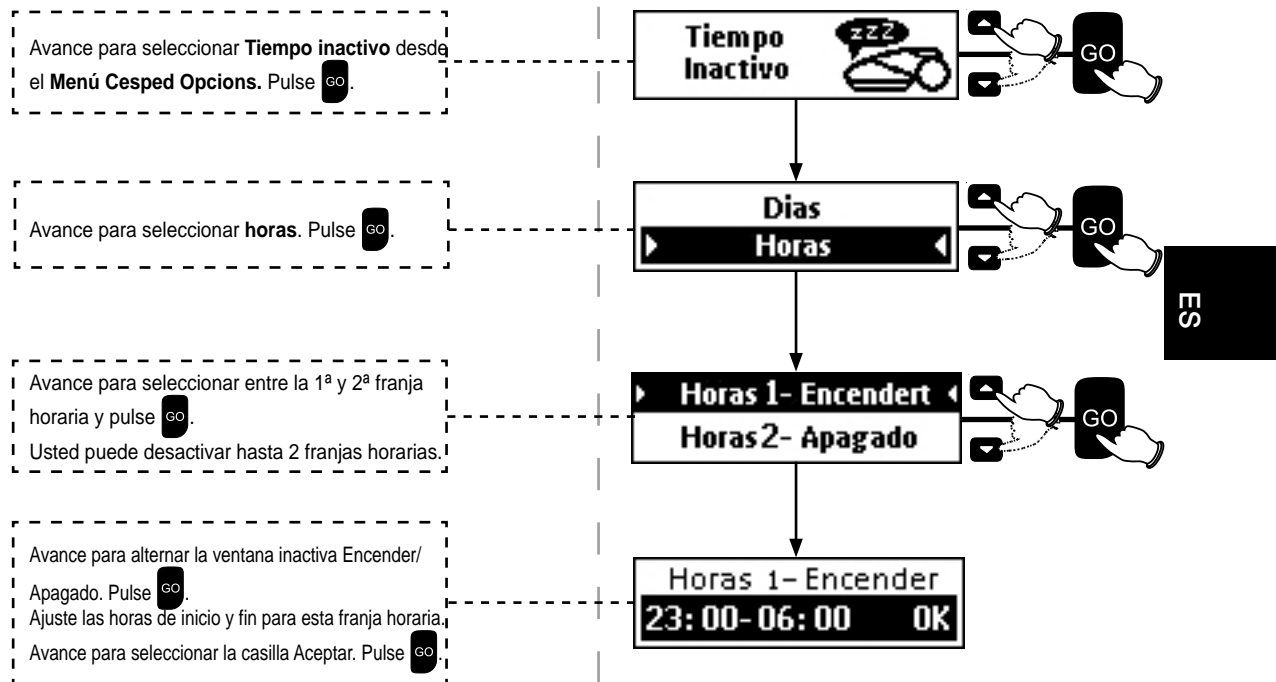 Avance para seleccionar Tiempo inactivo desde
el Menú Cesped Opcions. Pulse GO.
Tiempo
Inactivo
zzz
GO
Avance para seleccionar horas. Pulse GO.
Dias
Horas
GO
ES
Avance para seleccionar entre la 1ª y 2ª franja
horaria y pulse GO.
Usted puede desactivar hasta 2 franjas horarias.
Horas 1- Encendert
Horas 2- Apagado
GO
Avance para alternar la ventana inactiva Encender/
Apagado. Pulse GO.
Ajuste las horas de inicio y fin para esta franja horaria.
Avance para seleccionar la casilla Aceptar. Pulse GO.
Horas 1- Encender
23:00-06:00 OK